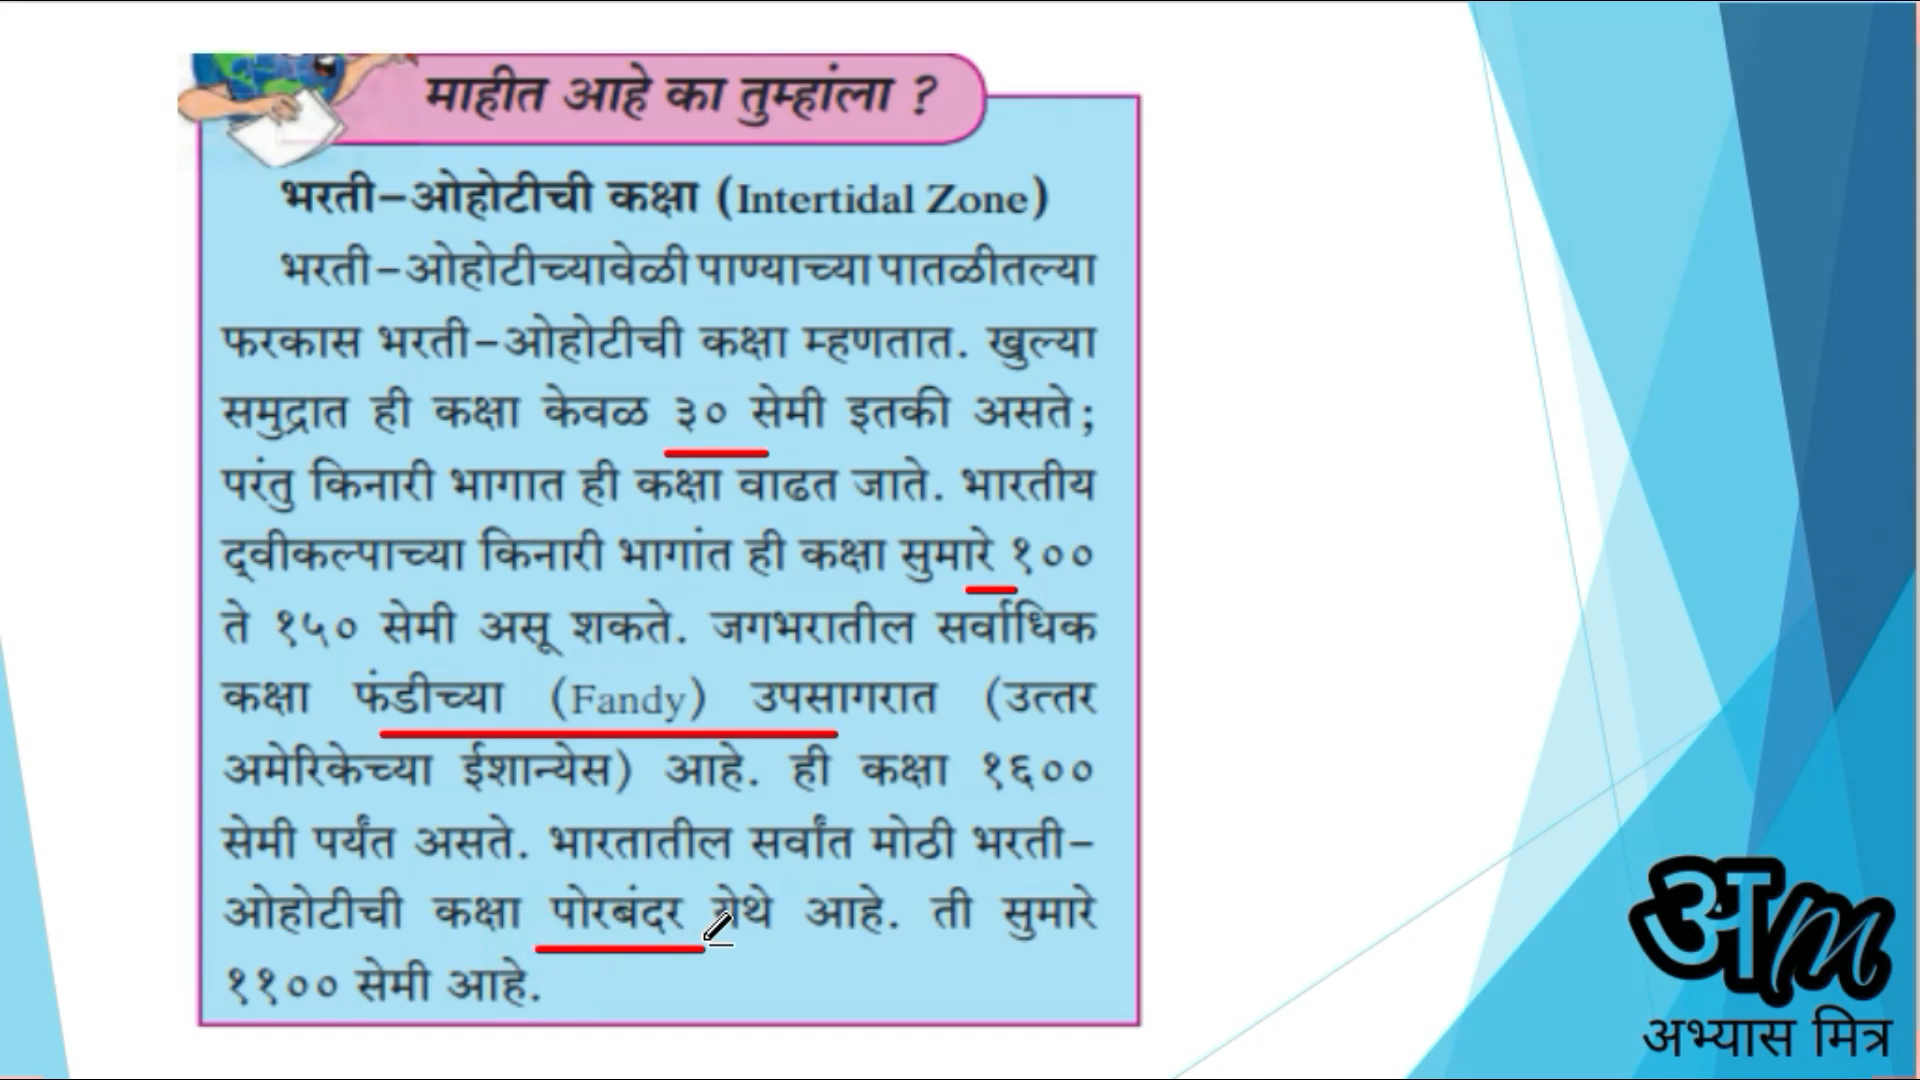 माहीत आहे का तुम्हांला ?
भरती-ओहोटीची कक्षा (Intertidal Zone)
भरती-ओहोटीच्यावेळी पाण्याच्या पातळीतल्या
फरकास भरती-ओहोटीची कक्षा म्हणतात. खुल्या
समुद्रात ही कक्षा केवळ ३० सेमी इतकी असते;
परंतु किनारी भागात ही कक्षा वाढत जाते. भारतीय
द्वीकल्पाच्या किनारी भागांत ही कक्षा सुमारे १००
ते १५० सेमी असू शकते. जगभरातील सर्वाधिक
कक्षा फंडीच्या (Fandy) उपसागरात (उत्तर
अमेरिकेच्या ईशान्येस) आहे. ही कक्षा १६००
सेमी पर्यंत असते. भारतातील सर्वांत मोठी भरती-
ओहोटीची कक्षा पोरबंदर येथे आहे. ती सुमारे
११०० सेमी आहे.
अm
अभ्यास मित्र